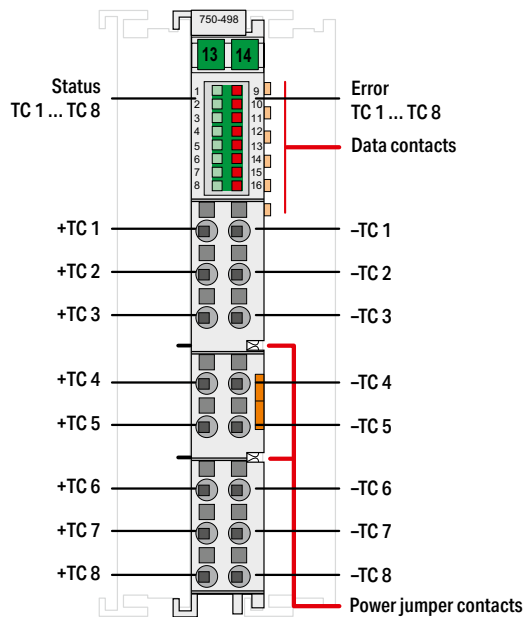 750-498
13 14
Status
TC 1 ... TC 8
1 9
2 10
3 11
4 12
5 13
6 14
7 15
8 16
Error
TC 1 ... TC 8
Data contacts
+TC 1 –TC 1
+TC 2 –TC 2
+TC 3 –TC 3
+TC 4 –TC 4
+TC 5 –TC 5
+TC 6 –TC 6
+TC 7 –TC 7
+TC 8 –TC 8
Power jumper contacts